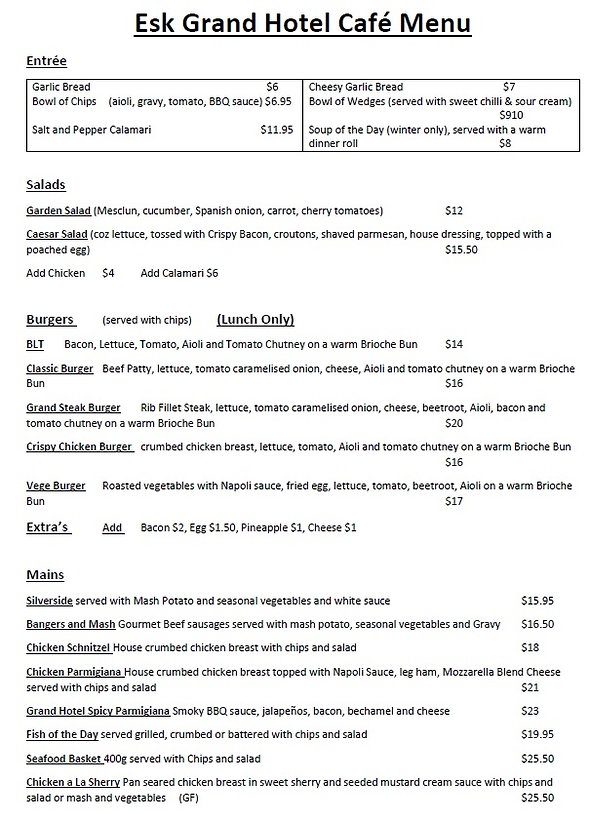 Esk Grand Hotel Café Menu
Entrée
Garlic Bread $6
Bowl of Chips (aioli, gravy, tomato, BBQ sauce) $6.95
Salt and Pepper Calamari $11.95
Cheesy Garlic Bread $7
Bowl of Wedges (served with sweet chilli & sour cream)
$910
Soup of the Day (winter only), served with a warm
dinner roll $8
Salads
Garden Salad (Mesclun, cucumber, Spanish onion, carrot, cherry tomatoes) $12
Caesar Salad (coz lettuce, tossed with Crispy Bacon, croutons, shaved parmesan, house dressing, topped with a
poached egg) $15.50
Add Chicken $4 Add Calamari $6
Burgers (served with chips) (Lunch Only)
BLT Bacon, Lettuce, Tomato, Aioli and Tomato Chutney on a warm Brioche Bun $14
Classic Burger Beef Patty, lettuce, tomato caramelised onion, cheese, Aioli and tomato chutney on a warm Brioche
Bun $16
Grand Steak Burger Rib Fillet Steak, lettuce, tomato caramelised onion, cheese, beetroot, Aioli, bacon and
tomato chutney on a warm Brioche Bun $20
Crispy Chicken Burger crumbed chicken breast, lettuce, tomato, Aioli and tomato chutney on a warm Brioche Bun
$16
Vege Burger Roasted vegetables with Napoli sauce, fried egg, lettuce, tomato, beetroot, Aioli on a warm Brioche
Bun $17
Extra's Add Bacon $2, Egg $1.50, Pineapple $1, Cheese $1
Mains
Silverside served with Mash Potato and seasonal vegetables and white sauce $15.95
Bangers and Mash Gourmet Beef sausages served with mash potato, seasonal vegetables and Gravy $16.50
Chicken Schnitzel House crumbed chicken breast with chips and salad $18
Chicken Parmigiana House crumbed chicken breast topped with Napoli Sauce, leg ham, Mozzarella Blend Cheese
served with chips and salad $21
Grand Hotel Spicy Parmigiana Smoky BBQ sauce, jalapeños, bacon, bechamel and cheese $23
Fish of the Day served grilled, crumbed or battered with chips and salad $19.95
Seafood Basket 400g served with Chips and salad $25.50
Chicken a La Sherry Pan seared chicken breast in sweet sherry and seeded mustard cream sauce with chips and
salad or mash and vegetables (GF) $25.50